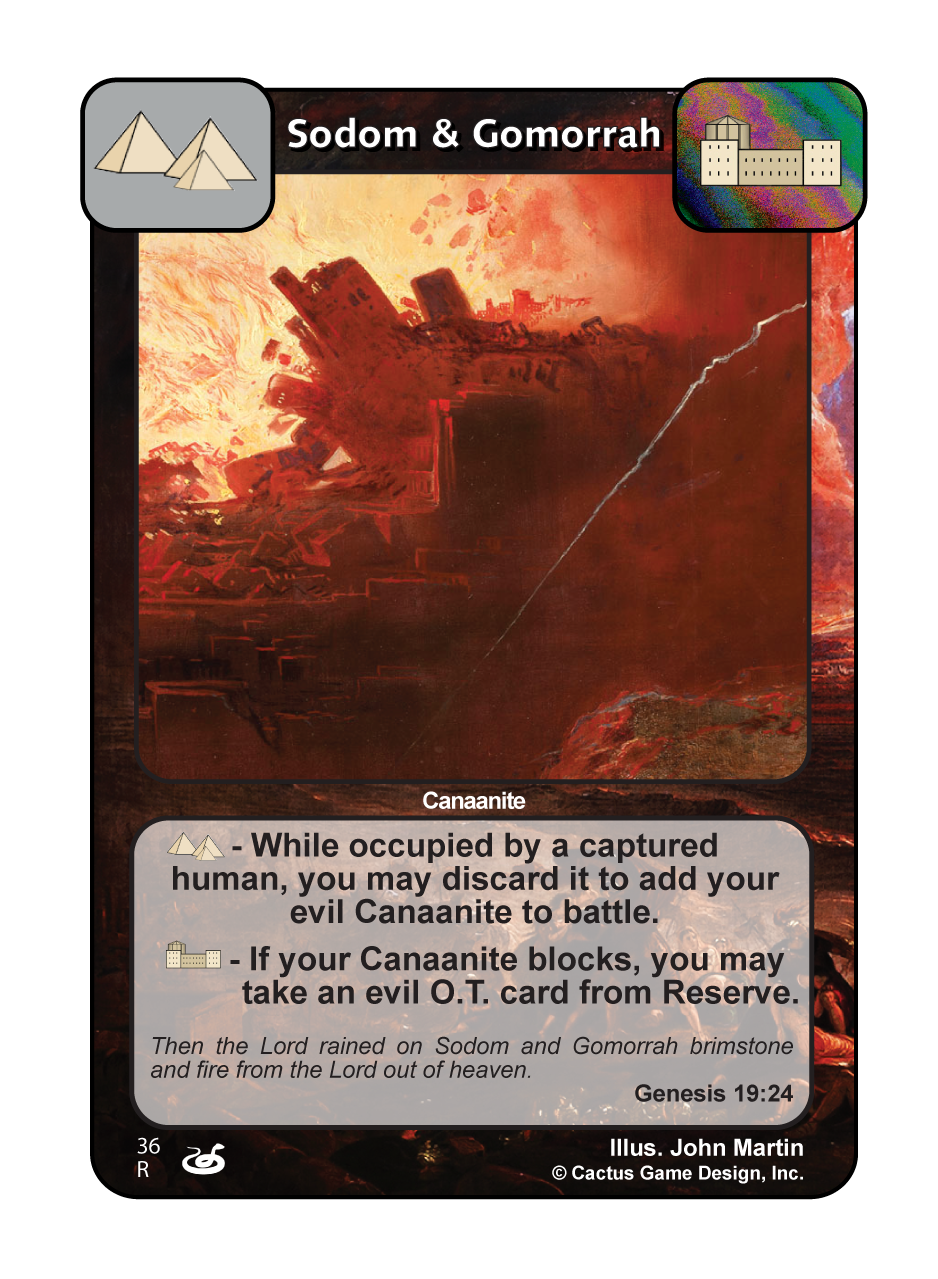 Sodom & Gomorrah
Canaanite
- While occupied by a captured
human, you may discard it to add your
evil Canaanite to battle.
- If your Canaanite blocks, you may
take an evil O.T. card from Reserve.
Then the Lord rained on Sodom and Gomorrah brimstone
and fire from the Lord out of heaven.
Genesis 19:24
36
R
Illus. John Martin
© Cactus Game Design, Inc.